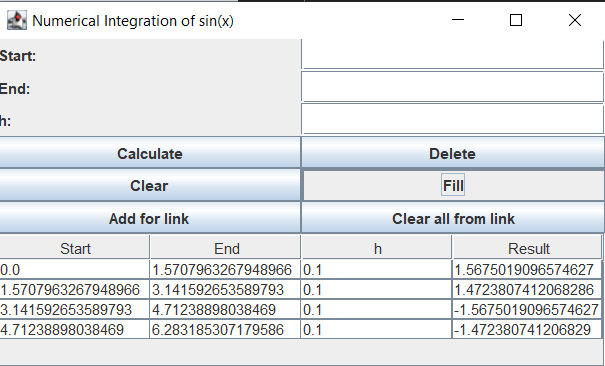 Numerical Integration of sin(x)
Start:
End:
h:
Calculate Delete
Clear Fill
Add for link Clear all from link
Start End h Result
0.0 1.5707963267948966 0.1 1.5675019096574627
1.5707963267948966 3.141592653589793 0.1 1.4723807412068286
3.141592653589793 4.71238898038469 0.1 -1.5675019096574627
4.71238898038469 6.283185307179586 0.1 -1.472380741206829